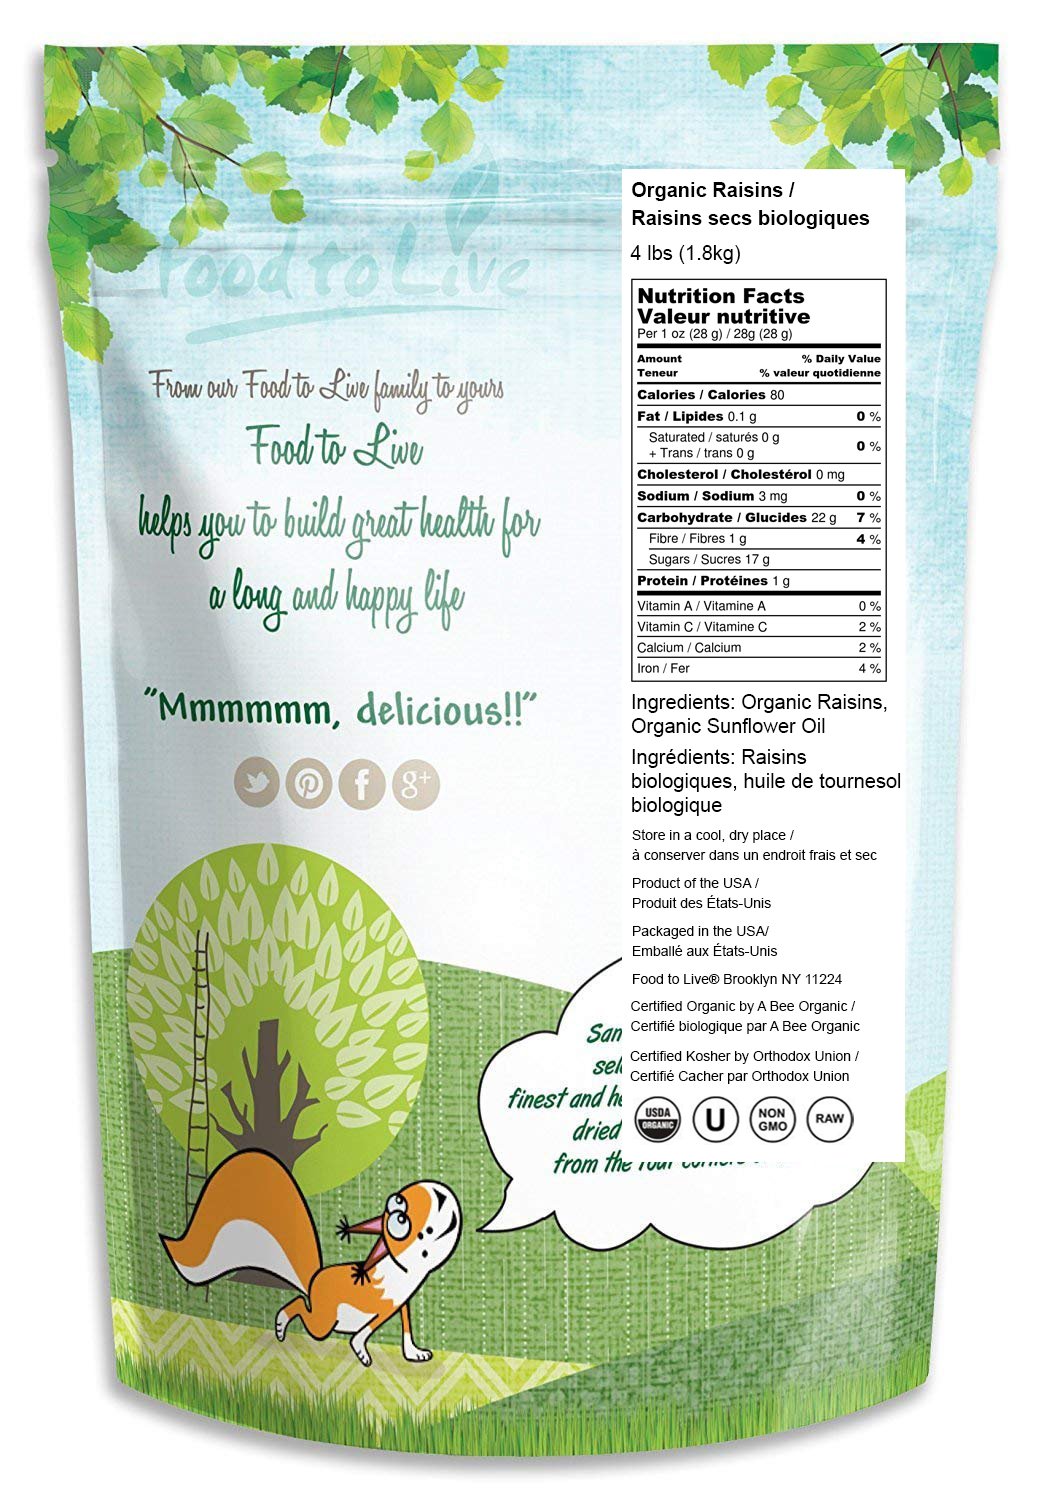 Food to Live
From our Food to Live family to yours
Food to Live
helps you to build great health for
a long and happy life
"Mmmmmm, delicious!!"
g+
finest and
dried
from the four corners
Organic Raisins /
Raisins secs biologiques
4 lbs (1.8kg)
Nutrition Facts
Valeur nutritive
Per 1 oz (28 g) / 28g (28 g)
Amount % Daily Value
Teneur % valeur quotidienne
Calories / Calories 80
Fat / Lipides 0.1 g 0 %
Saturated / saturés 0 g
+ Trans / trans 0 g 0 %
Cholesterol / Cholestérol 0 mg
Sodium / Sodium 3 mg 0 %
Carbohydrate / Glucides 22 g 7 %
Fibre / Fibres 1 g 4 %
Sugars / Sucres 17 g
Protein / Protéines 1 g
Vitamin A / Vitamine A 0 %
Vitamin C / Vitamine C 2 %
Calcium / Calcium 2 %
Iron / Fer 4 %
Ingredients: Organic Raisins,
Organic Sunflower Oil
Ingrédients: Raisins
biologiques, huile de tournesol
biologique
Store in a cool, dry place /
à conserver dans un endroit frais et sec
Product of the USA /
Produit des États-Unis
Packaged in the USA/
Emballé aux États-Unis
Food to Live® Brooklyn NY 11224
Certified Organic by A Bee Organic /
Certifié biologique par A Bee Organic
Certified Kosher by Orthodox Union /
Certifié Cacher par Orthodox Union
USDA
ORGANIC
U
NON
GMO
RAW